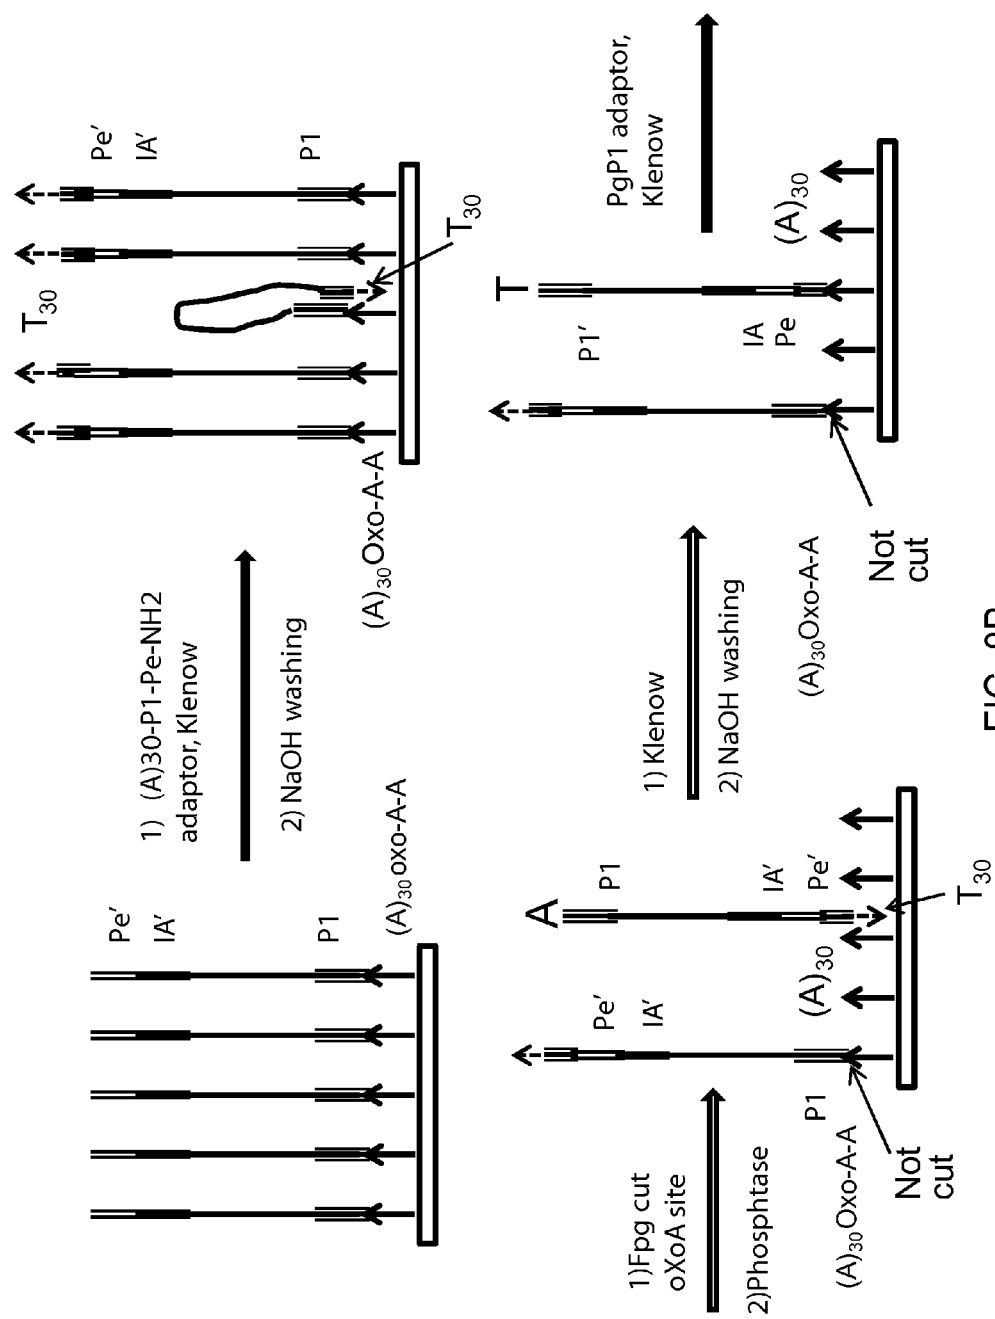 Pe'
IA'
P1
(A)30 oxo-A-A
1) (A)30-P1-Pe-NH2
adaptor, Klenow
2) NaOH washing
T30
Pe'
IA'
P1
(A)30Oxo-A-A
T30
1)Fpg cut
oXoA site
2)Phosphtase
A
Pe'
IA'
P1
P1
IA'
Pe'
(A)30
(A)30Oxo-A-A
Not
cut
T30
1) Klenow
2) NaOH washing
T
P1'
IA
Pe
(A)30
(A)30Oxo-A-A
Not
cut
PgP1 adaptor,
Klenow